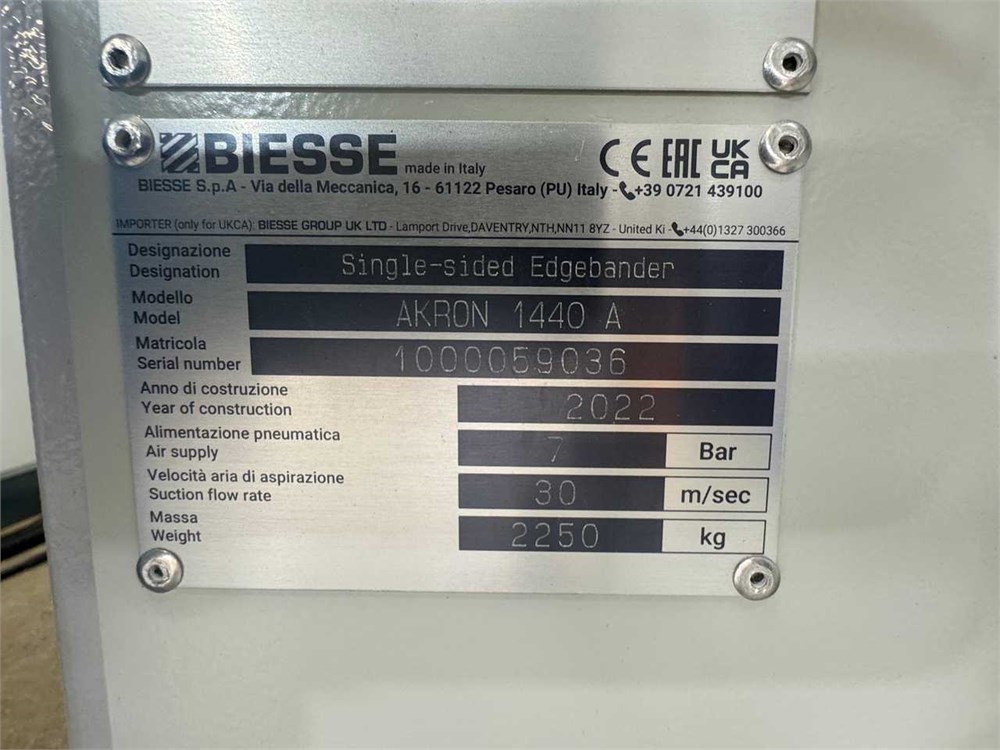 BIESSE made in Italy CE EAC UKCA
BIESSE S.p.A - Via della Meccanica, 16 - 61122 Pesaro (PU) Italy - +39 0721 439100
IMPORTER (only for UKCA): BIESSE GROUP UK LTD - Lamport Drive,DAVENTRY,NTH,NN11 8YZ - United Ki - +44(0)1327 300366
Designazione
Designation Single-sided Edgebander
Modello
Model AKRON 1440 A
Matricola
Serial number 1000059036
Anno di costruzione
Year of construction 2022
Alimentazione pneumatica
Air supply 7 Bar
Velocità aria di aspirazione
Suction flow rate 30 m/sec
Massa
Weight 2250 kg